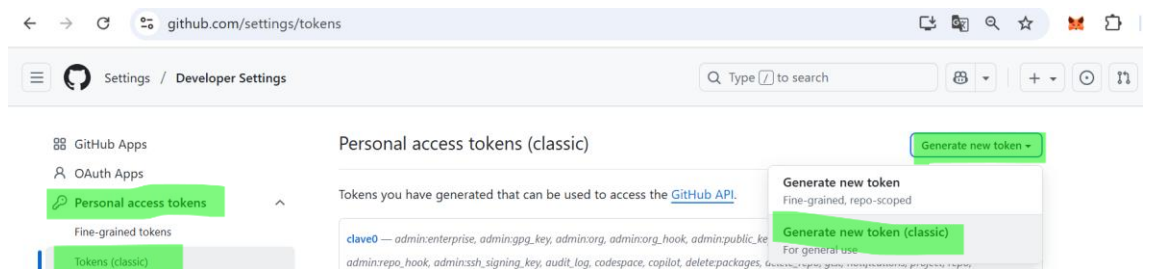 github.com/settings/tokens
Settings / Developer Settings
Type / to search
GitHub Apps
OAuth Apps
Personal access tokens
Fine-grained tokens
Tokens (classic)
Personal access tokens (classic)
Generate new token
Tokens you have generated that can be used to access the GitHub API.
Generate new token
Fine-grained, repo-scoped
Generate new token (classic)
For general use
clave0 — admin:enterprise, admin:gpg_key, admin:org, admin:org_hook, admin:public_ke
admin:repo_hook, admin:ssh_signing_key, audit_log, codespace, copilot, delete:packages,